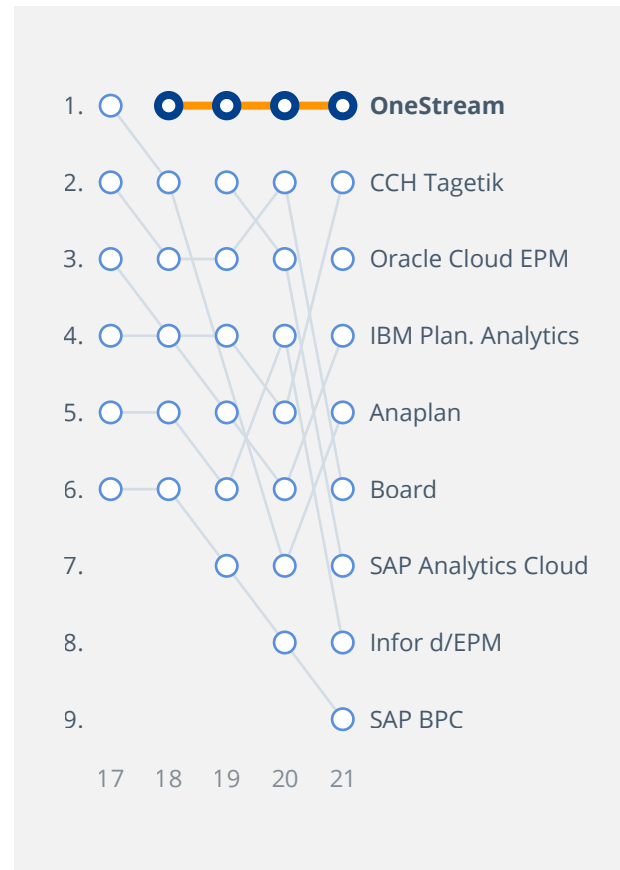 1. OneStream
2. CCH Tagetik
3. Oracle Cloud EPM
4. IBM Plan. Analytics
5. Anaplan
6. Board
7. SAP Analytics Cloud
8. Infor d/EPM
9. SAP BPC
17 18 19 20 21